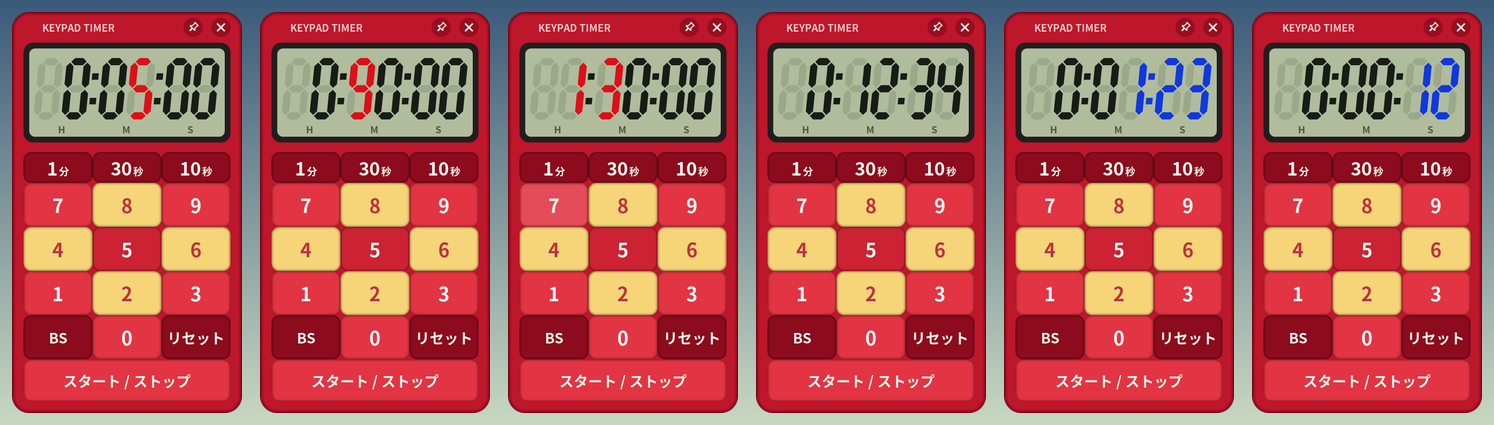 KEYPAD TIMER
0-05-00
H M S
1分 30秒 10秒
7 8 9
4 5 6
1 2 3
BS 0 リセット
スタート / ストップ
KEYPAD TIMER
0-90-00
H M S
1分 30秒 10秒
7 8 9
4 5 6
1 2 3
BS 0 リセット
スタート / ストップ
KEYPAD TIMER
1-30-00
H M S
1分 30秒 10秒
7 8 9
4 5 6
1 2 3
BS 0 リセット
スタート / ストップ
KEYPAD TIMER
0-12-34
H M S
1分 30秒 10秒
7 8 9
4 5 6
1 2 3
BS 0 リセット
スタート / ストップ
KEYPAD TIMER
0-01-23
H M S
1分 30秒 10秒
7 8 9
4 5 6
1 2 3
BS 0 リセット
スタート / ストップ
KEYPAD TIMER
0-00-12
H M S
1分 30秒 10秒
7 8 9
4 5 6
1 2 3
BS 0 リセット
スタート / ストップ